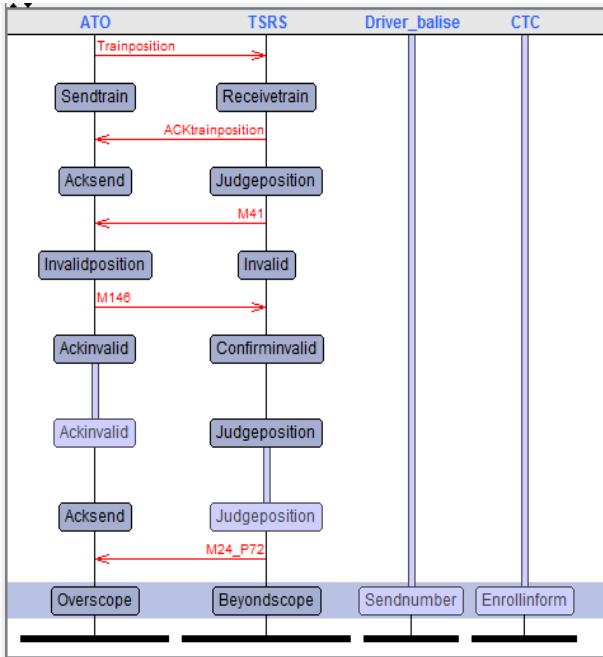 ATO TSRS Driver_balise CTC
Trainposition
Sendtrain Receivetrain
ACKtrainposition
Acksend Judgeposition
M41
Invalidposition Invalid
M146
Ackinvalid Confirminvalid
Ackinvalid Judgeposition
Acksend Judgeposition
M24_P72
Overscope Beyondscope Sendnumber Enrollinform